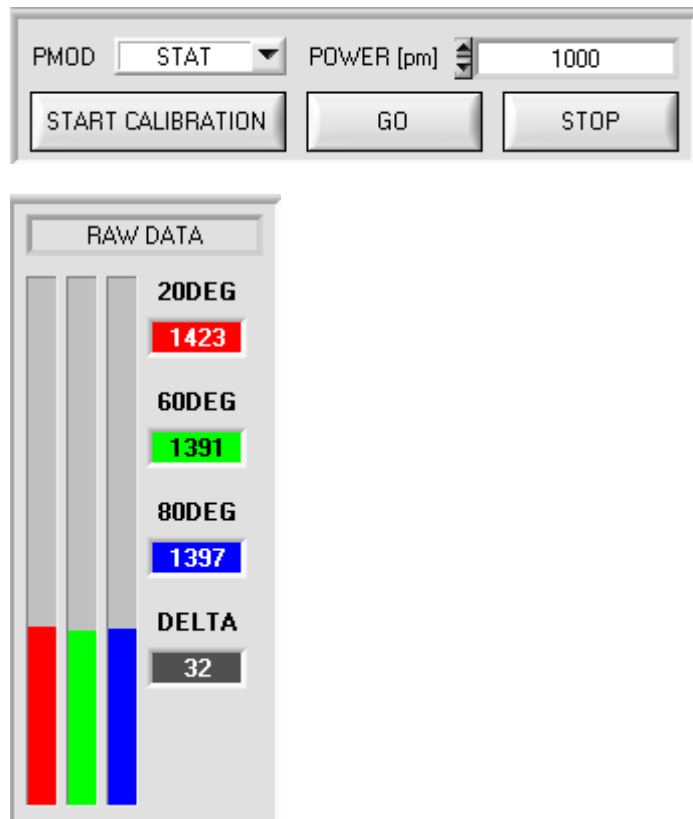 PMOD STAT POWER [pm] 1000
START CALIBRATION GO STOP
RAW DATA
20DEG
1423
60DEG
1391
80DEG
1397
DELTA
32